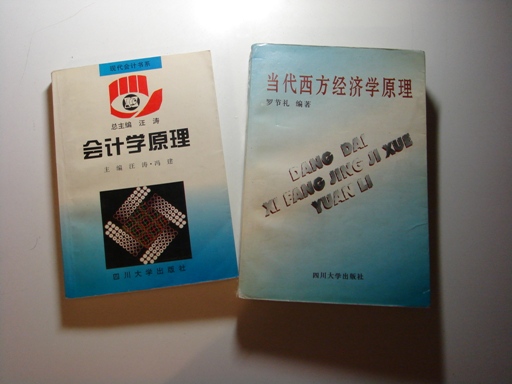 现代会计书系
总主编 汪涛
会计学原理
主编 汪涛·冯建
四川大学出版社
当代西方经济学原理
罗节礼 编著
DANG DAI
XI FANG JING JI XUE
YUAN LI
四川大学出版社